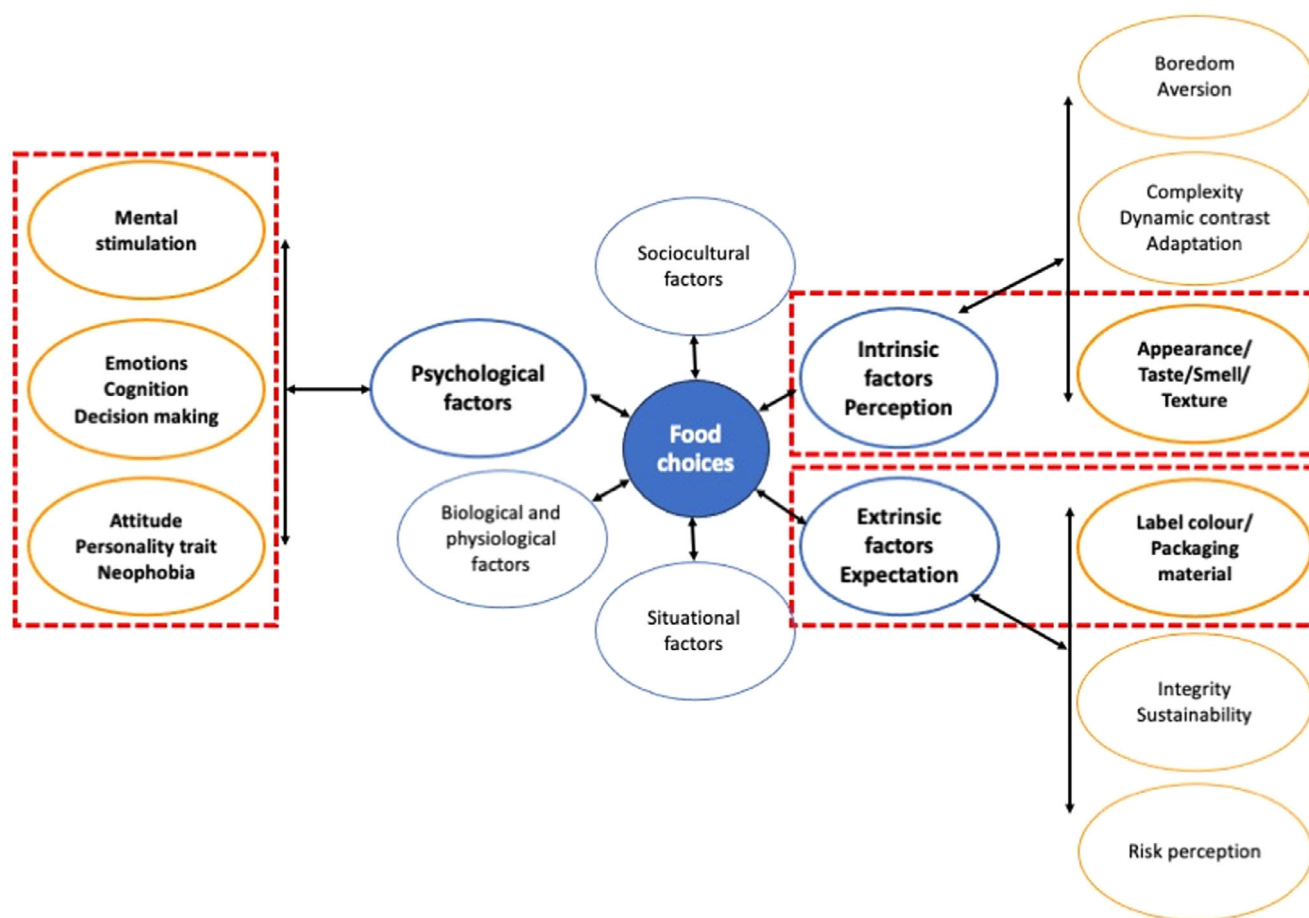 Boredom
Aversion
Complexity
Dynamic contrast
Adaptation
Appearance/
Taste/Smell/
Texture
Intrinsic
factors
Perception
Sociocultural
factors
Mental
stimulation
Emotions
Cognition
Decision making
Attitude
Personality trait
Neophobia
Psychological
factors
Food
choices
Biological and
physiological
factors
Situational
factors
Extrinsic
factors
Expectation
Label colour/
Packaging
material
Integrity
Sustainability
Risk perception